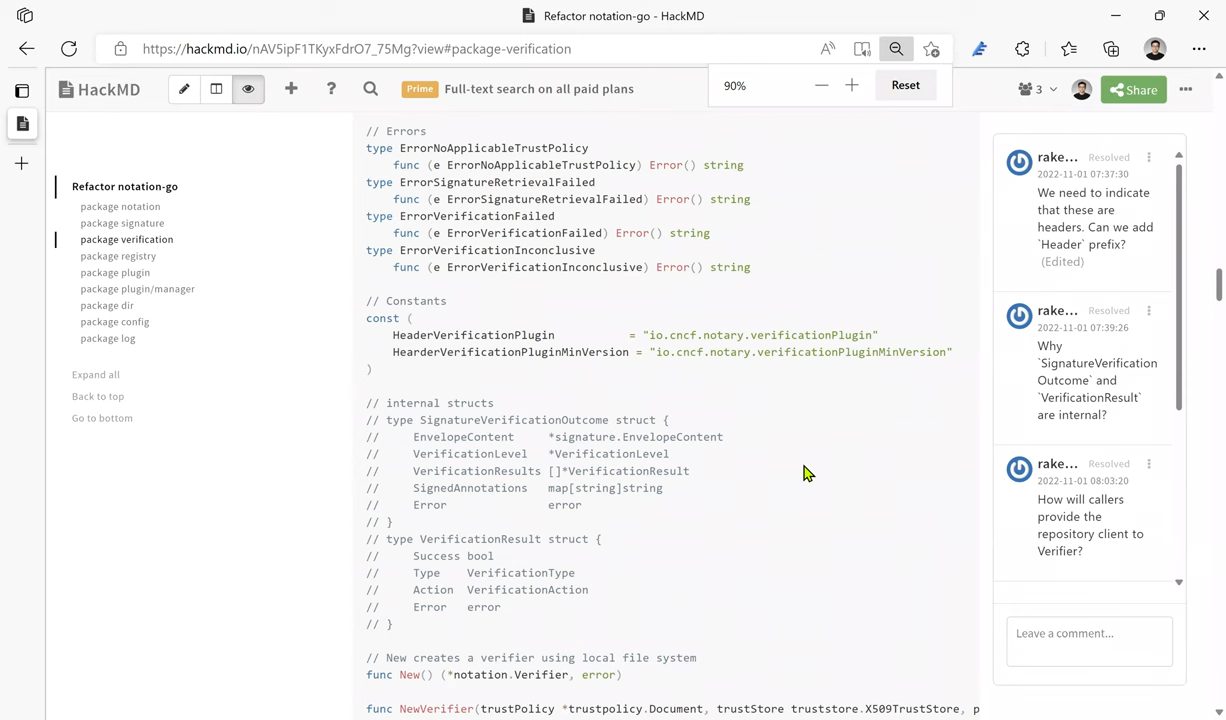 Refactor notation-go - HackMD
https://hackmd.io/nAV5ipF1TKyxFdrO7_75Mg?view#package-verification
HackMD
Prime Full-text search on all paid plans
90%
Reset
3
Share
Refactor notation-go
package notation
package signature
package verification
package registry
package plugin
package plugin/manager
package dir
package config
package log
Expand all
Back to top
Go to bottom
// Errors
type ErrorNoApplicableTrustPolicy
func (e ErrorNoApplicableTrustPolicy) Error() string
type ErrorSignatureRetrievalFailed
func (e ErrorSignatureRetrievalFailed) Error() string
type ErrorVerificationFailed
func (e ErrorVerificationFailed) Error() string
type ErrorVerificationInconclusive
func (e ErrorVerificationInconclusive) Error() string
// Constants
const (
HeaderVerificationPlugin = "io.cncf.notary.verificationPlugin"
HearderVerificationPluginMinVersion = "io.cncf.notary.verificationPluginMinVersion"
)
// internal structs
// type SignatureVerificationOutcome struct {
// EnvelopeContent *signature.EnvelopeContent
// VerificationLevel *VerificationLevel
// VerificationResults []*VerificationResult
// SignedAnnotations map[string]string
// Error error
// }
// type VerificationResult struct {
// Success bool
// Type VerificationType
// Action VerificationAction
// Error error
// }
// New creates a verifier using local file system
func New() (*notation.Verifier, error)
func NewVerifier(trustPolicy *trustpolicy.Document, trustStore truststore.X509TrustStore, p
rake... Resolved
2022-11-01 07:37:30
We need to indicate
that these are
headers. Can we add
`Header` prefix?
(Edited)
rake... Resolved
2022-11-01 07:39:26
Why
`SignatureVerification
Outcome` and
`VerificationResult`
are internal?
rake... Resolved
2022-11-01 08:03:20
How will callers
provide the
repository client to
Verifier?
Leave a comment...